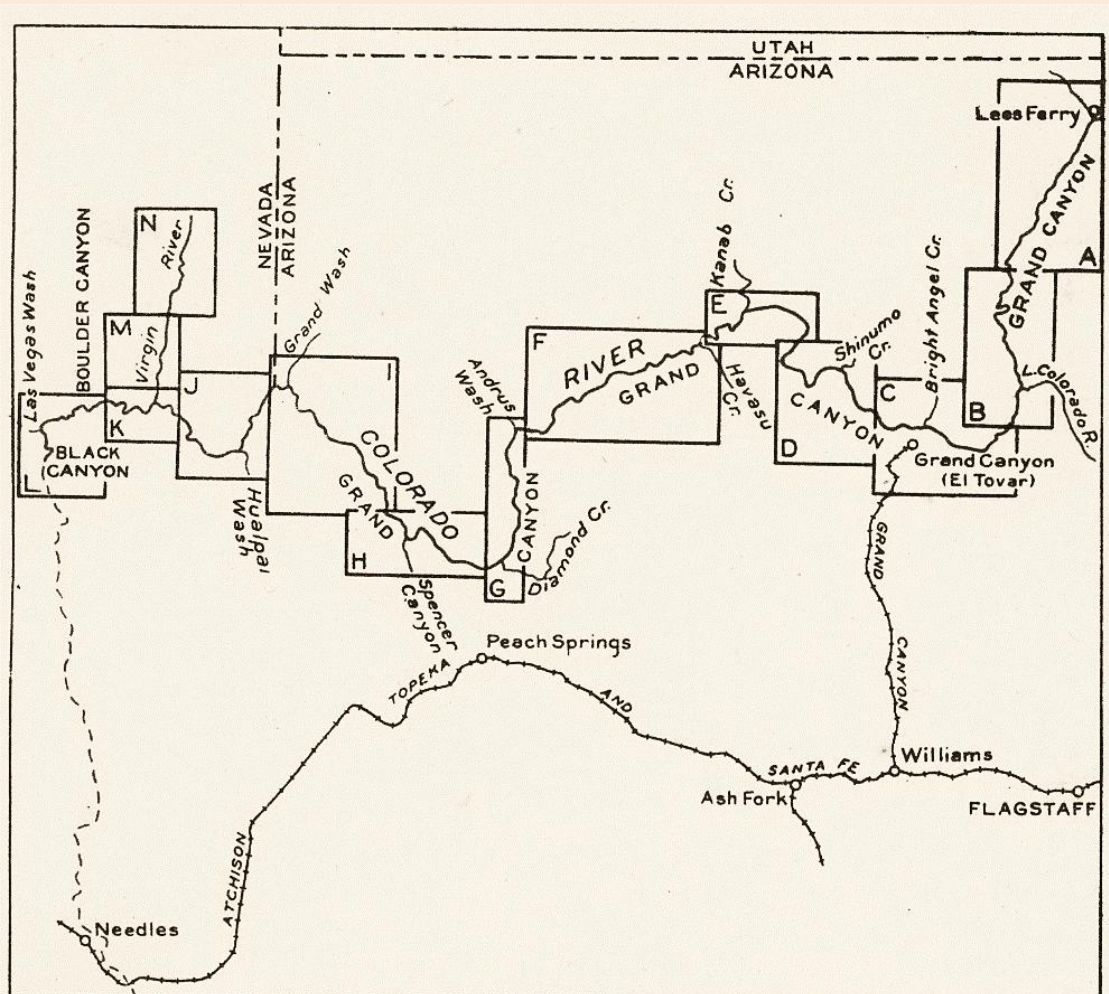 UTAH
ARIZONA
Lees Ferry
GRAND CANYON
A
NEVADA
ARIZONA
BOULDER CANYON
N
River
Las Vegas Wash
M
Virgin
J
K
BLACK
CANYON
L
Hualpai
Wash
Grand Wash
I
COLORADO
GRAND
H
Spencer
Canyon
Andrus
Wash
CANYON
G
Diamond Cr.
F
RIVER
GRAND
E
Kanab Cr.
Havasu
Cr.
Shinumo
Cr.
D
CANYON
C
Bright Angel Cr.
B
L. Colorado R.
Grand Canyon
(El Tovar)
GRAND
CANYON
Peach Springs
TOPEKA
AND
SANTA FE
Williams
Ash Fork
FLAGSTAFF
ATCHISON
Needles